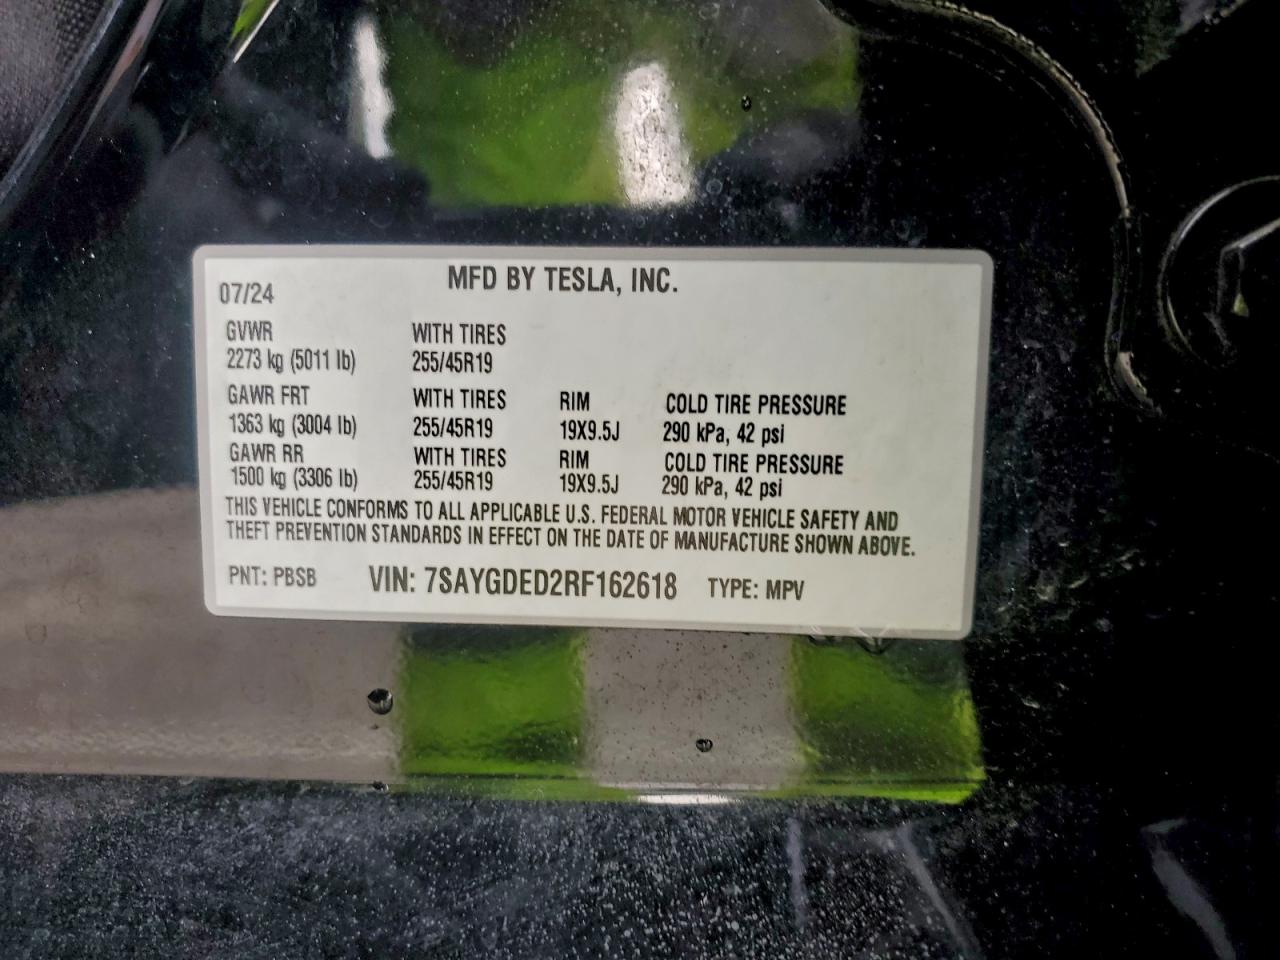 07/24 MFD BY TESLA, INC.
GVWR WITH TIRES
2273 kg (5011 lb) 255/45R19
GAWR FRT WITH TIRES RIM COLD TIRE PRESSURE
1363 kg (3004 lb) 255/45R19 19X9.5J 290 kPa, 42 psi
GAWR RR WITH TIRES RIM COLD TIRE PRESSURE
1500 kg (3306 lb) 255/45R19 19X9.5J 290 kPa, 42 psi
THIS VEHICLE CONFORMS TO ALL APPLICABLE U.S. FEDERAL MOTOR VEHICLE SAFETY AND
THEFT PREVENTION STANDARDS IN EFFECT ON THE DATE OF MANUFACTURE SHOWN ABOVE.
PNT: PBSB VIN: 7SAYGDED2RF162618 TYPE: MPV